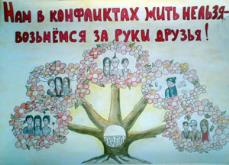 Нам в конфликтах жить нельзя-
возьмёмся за руки друзья!